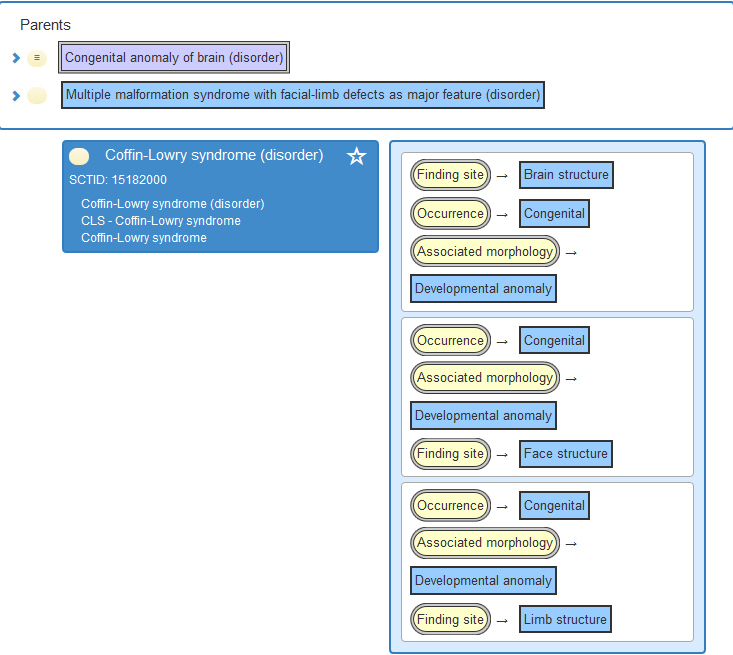 Parents
≡ Congenital anomaly of brain (disorder)
Multiple malformation syndrome with facial-limb defects as major feature (disorder)
Coffin-Lowry syndrome (disorder)
SCTID: 15182000
Coffin-Lowry syndrome (disorder)
CLS - Coffin-Lowry syndrome
Coffin-Lowry syndrome
Finding site → Brain structure
Occurrence → Congenital
Associated morphology →
Developmental anomaly
Occurrence → Congenital
Associated morphology →
Developmental anomaly
Finding site → Face structure
Occurrence → Congenital
Associated morphology →
Developmental anomaly
Finding site → Limb structure